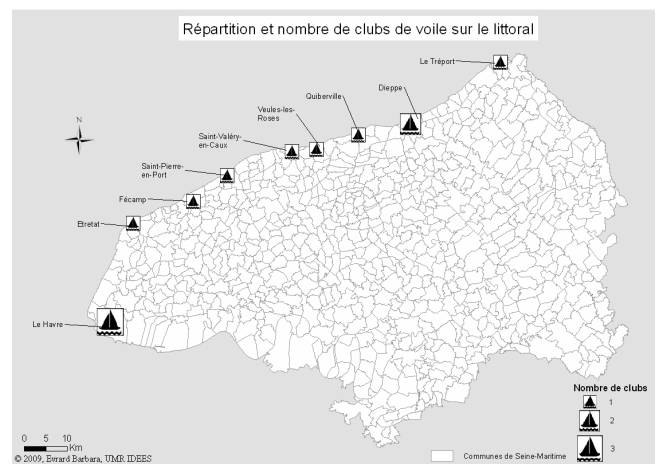 Répartition et nombre de clubs de voile sur le littoral
Le Tréport
Dieppe
Quiberville
Veules-les-
Roses
Saint-Valéry-
en-Caux
N
Saint-Pierre-
en-Port
Fécamp
Etretat
Le Havre
Nombre de clubs
1
2
3
0 5 10
Km
Communes de Seine-Maritime
© 2009, Evrard Barbara, UMR IDEES